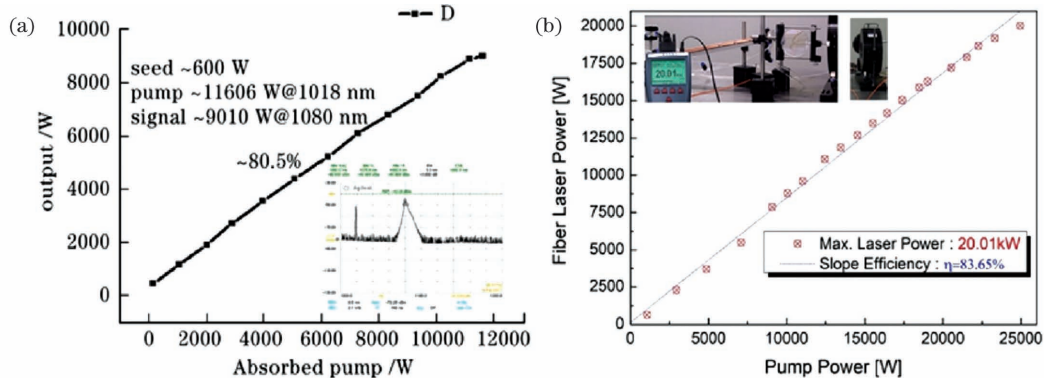 (a)
D
10000
8000
6000
4000
2000
0
output /W
seed ~600 W
pump ~11606 W@1018 nm
signal ~9010 W@1080 nm
~80.5%
0 2000 4000 6000 8000 10000 12000
Absorbed pump /W
(b)
20000
17500
15000
12500
10000
7500
5000
2500
0
Fiber Laser Power [W]
20.01
Max. Laser Power : 20.01kW
Slope Efficiency : η=83.65%
0 5000 10000 15000 20000 25000
Pump Power [W]